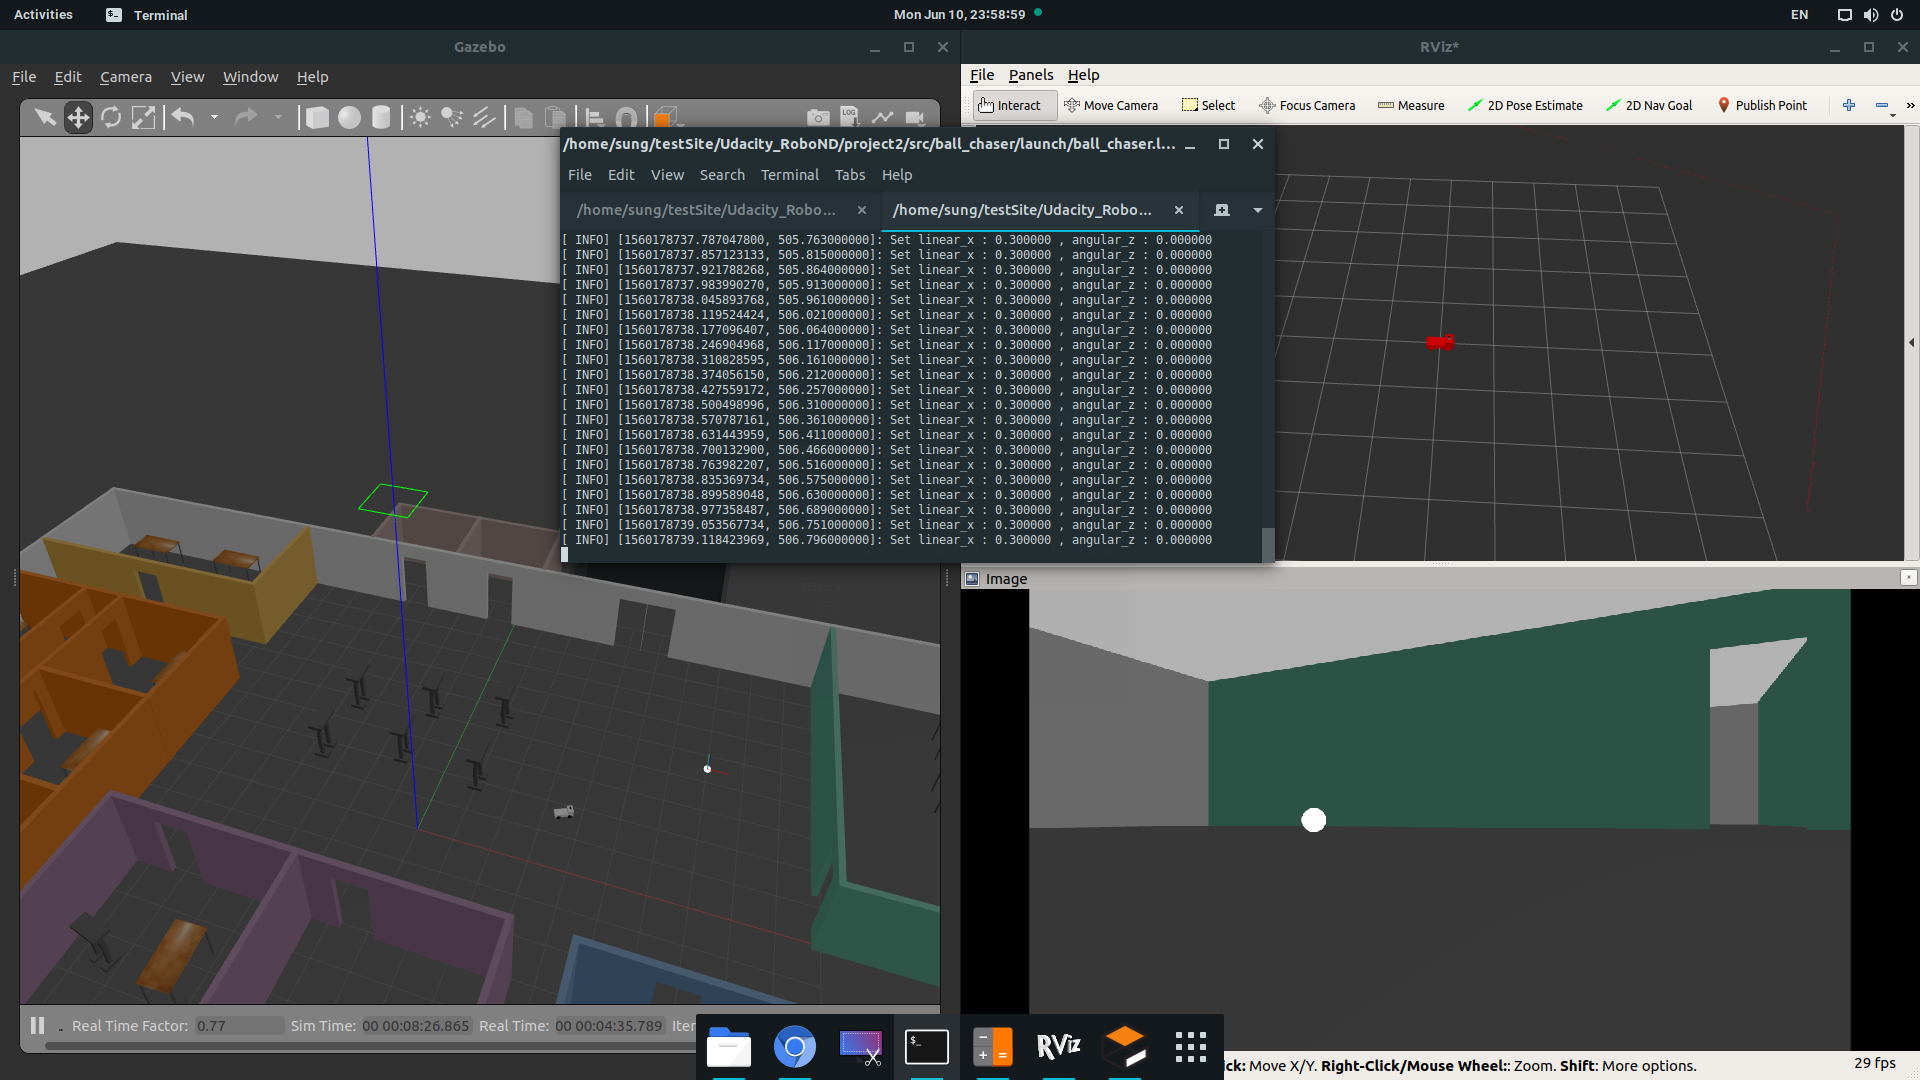 Activities Terminal Mon Jun 10, 23:58:59 EN
Gazebo
File Edit Camera View Window Help
LOG
RViz*
File Panels Help
Interact Move Camera Select Focus Camera Measure 2D Pose Estimate 2D Nav Goal Publish Point
/home/sung/testSite/Udacity_RoboND/project2/src/ball_chaser/launch/ball_chaser.l...
File Edit View Search Terminal Tabs Help
/home/sung/testSite/Udacity_Robo... /home/sung/testSite/Udacity_Robo...
[ INFO] [1560178737.787047800, 505.763000000]: Set linear_x : 0.300000 , angular_z : 0.000000
[ INFO] [1560178737.857123133, 505.815000000]: Set linear_x : 0.300000 , angular_z : 0.000000
[ INFO] [1560178737.921788268, 505.864000000]: Set linear_x : 0.300000 , angular_z : 0.000000
[ INFO] [1560178737.983990270, 505.913000000]: Set linear_x : 0.300000 , angular_z : 0.000000
[ INFO] [1560178738.045893768, 505.961000000]: Set linear_x : 0.300000 , angular_z : 0.000000
[ INFO] [1560178738.119524424, 506.021000000]: Set linear_x : 0.300000 , angular_z : 0.000000
[ INFO] [1560178738.177096407, 506.064000000]: Set linear_x : 0.300000 , angular_z : 0.000000
[ INFO] [1560178738.246904968, 506.117000000]: Set linear_x : 0.300000 , angular_z : 0.000000
[ INFO] [1560178738.310828595, 506.161000000]: Set linear_x : 0.300000 , angular_z : 0.000000
[ INFO] [1560178738.374056150, 506.212000000]: Set linear_x : 0.300000 , angular_z : 0.000000
[ INFO] [1560178738.427559172, 506.257000000]: Set linear_x : 0.300000 , angular_z : 0.000000
[ INFO] [1560178738.500498996, 506.310000000]: Set linear_x : 0.300000 , angular_z : 0.000000
[ INFO] [1560178738.570787161, 506.361000000]: Set linear_x : 0.300000 , angular_z : 0.000000
[ INFO] [1560178738.631443959, 506.411000000]: Set linear_x : 0.300000 , angular_z : 0.000000
[ INFO] [1560178738.700132900, 506.466000000]: Set linear_x : 0.300000 , angular_z : 0.000000
[ INFO] [1560178738.763982207, 506.516000000]: Set linear_x : 0.300000 , angular_z : 0.000000
[ INFO] [1560178738.835369734, 506.575000000]: Set linear_x : 0.300000 , angular_z : 0.000000
[ INFO] [1560178738.899589048, 506.630000000]: Set linear_x : 0.300000 , angular_z : 0.000000
[ INFO] [1560178738.977358487, 506.689000000]: Set linear_x : 0.300000 , angular_z : 0.000000
[ INFO] [1560178739.053567734, 506.751000000]: Set linear_x : 0.300000 , angular_z : 0.000000
[ INFO] [1560178739.118423969, 506.796000000]: Set linear_x : 0.300000 , angular_z : 0.000000
Image
Real Time Factor: 0.77 Sim Time: 00 00:08:26.865 Real Time: 00 00:04:35.789 Iter
RViz
ick: Move X/Y. Right-Click/Mouse Wheel:: Zoom. Shift: More options. 29 fps